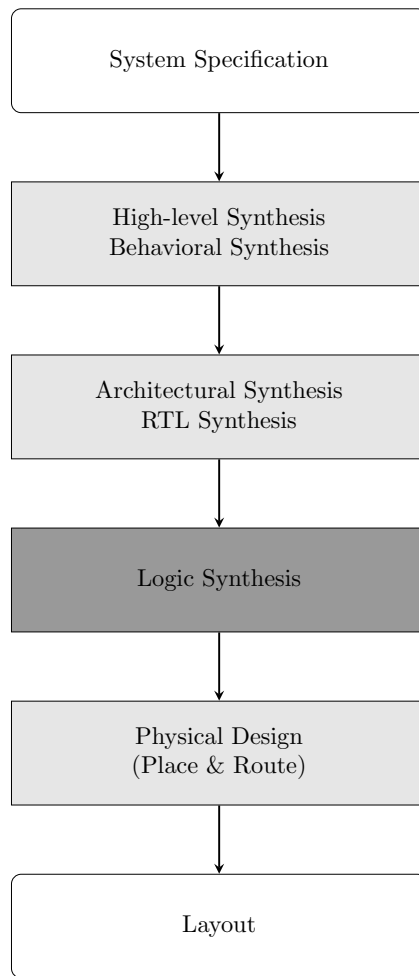 System Specification
High-level Synthesis
Behavioral Synthesis
Architectural Synthesis
RTL Synthesis
Logic Synthesis
Physical Design
(Place & Route)
Layout